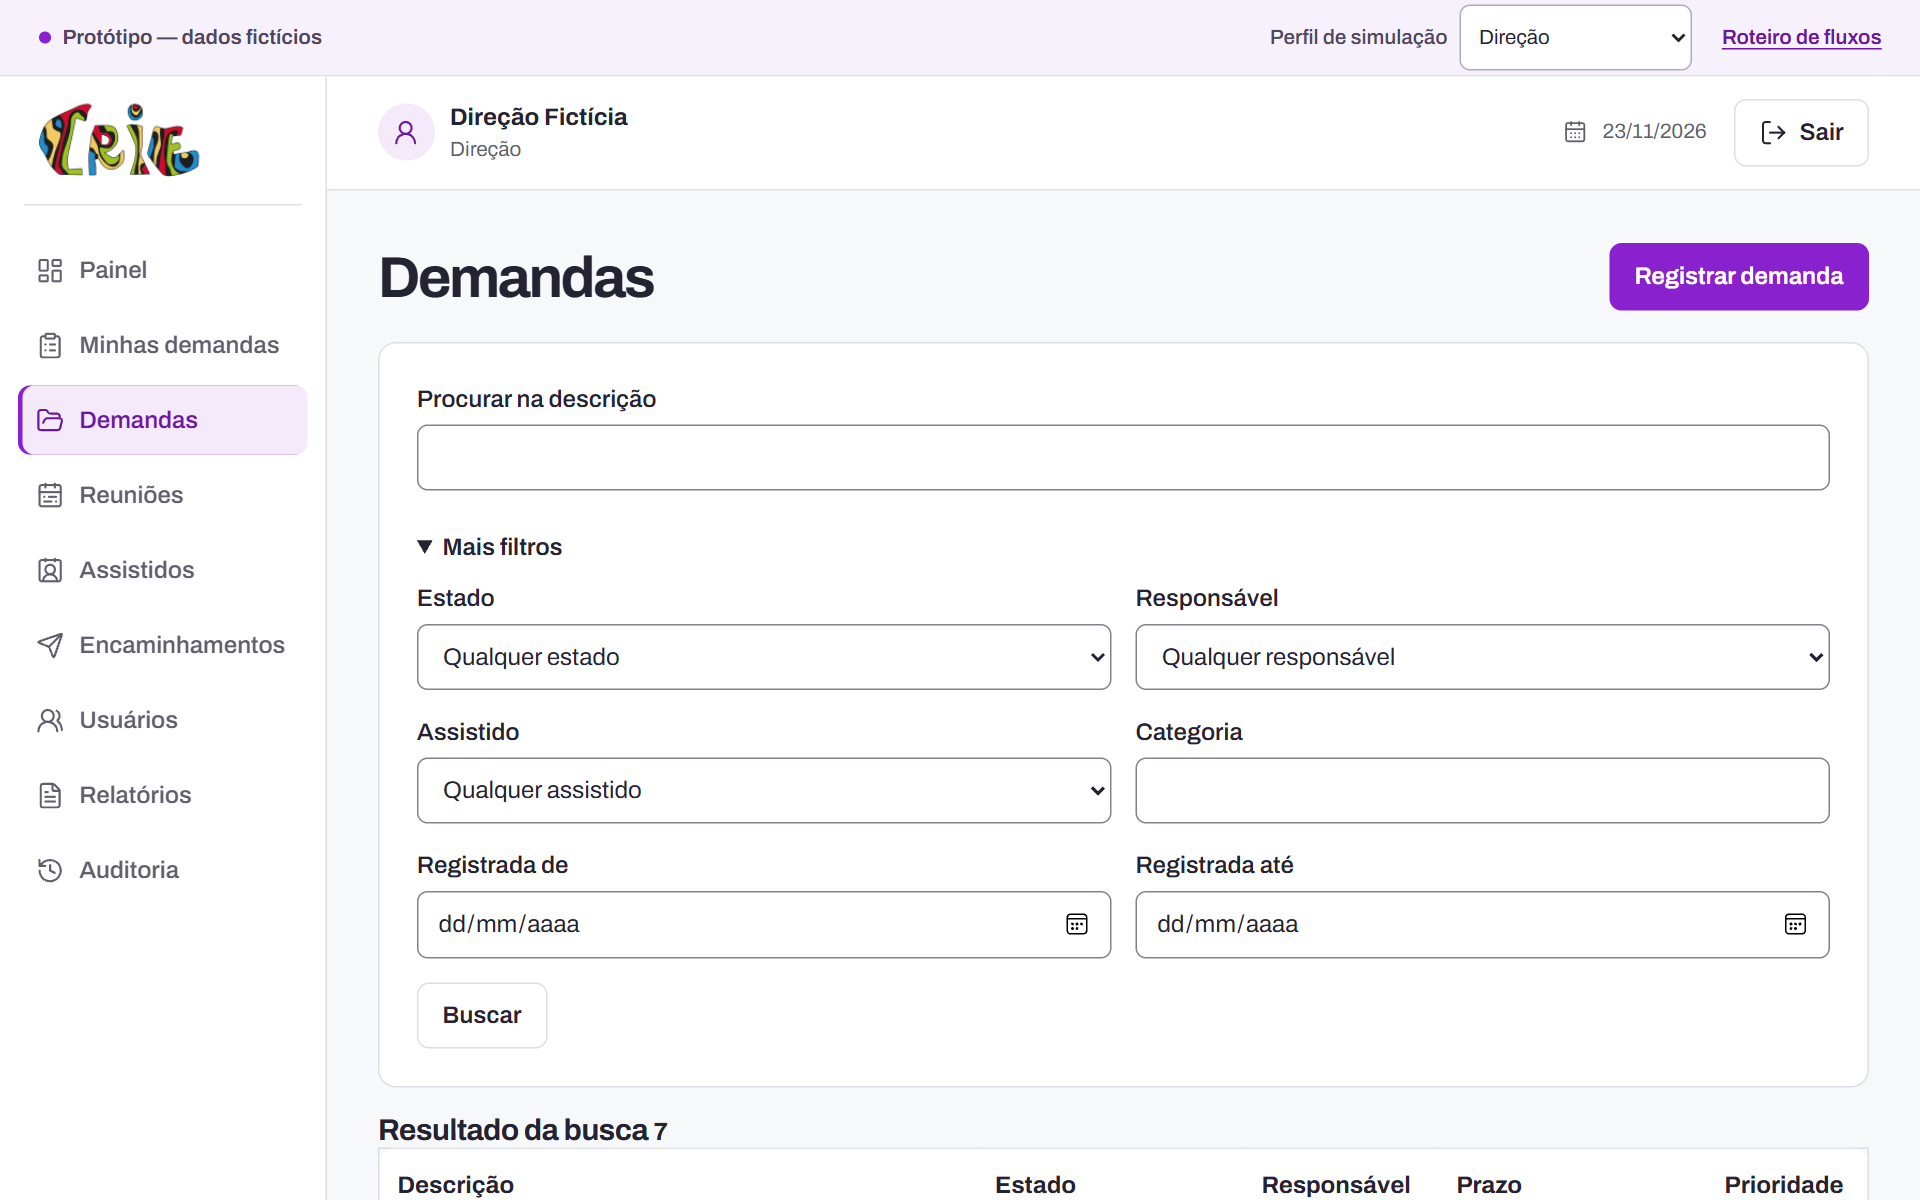 Protótipo — dados fictícios
Perfil de simulação
Direção
Roteiro de fluxos
CRIE
Direção Fictícia
Direção
23/11/2026
Sair
Painel
Minhas demandas
Demandas
Reuniões
Assistidos
Encaminhamentos
Usuários
Relatórios
Auditoria
Demandas
Registrar demanda
Procurar na descrição
Mais filtros
Estado
Qualquer estado
Responsável
Qualquer responsável
Assistido
Qualquer assistido
Categoria
Registrada de
dd/mm/aaaa
Registrada até
dd/mm/aaaa
Buscar
Resultado da busca 7
Descrição
Estado
Responsável
Prazo
Prioridade